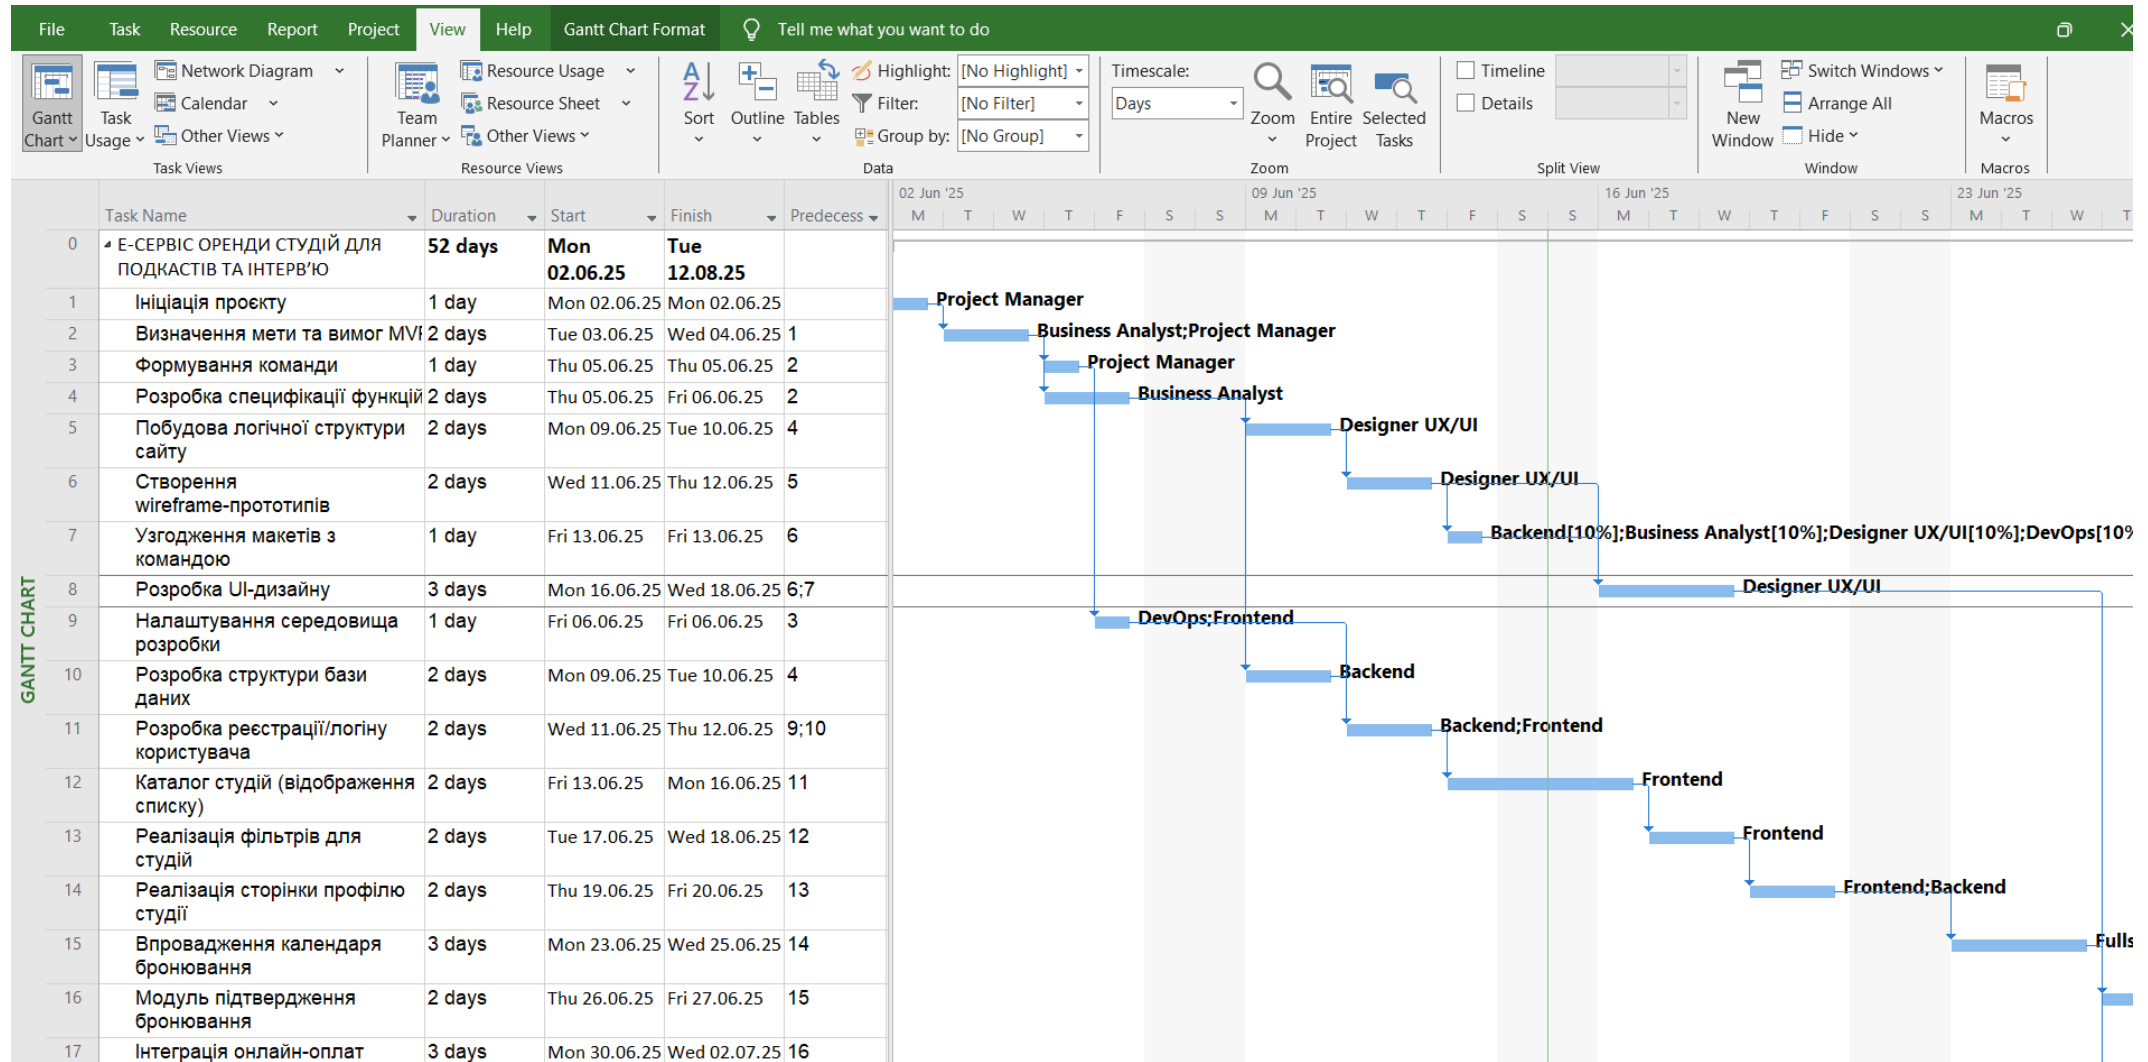 File Task Resource Report Project View Help Gantt Chart Format Tell me what you want to do
Gantt Chart
Task Usage
Network Diagram
Calendar
Other Views
Task Views
Team Planner
Resource Usage
Resource Sheet
Other Views
Resource Views
Sort
Outline
Tables
Highlight: [No Highlight]
Filter: [No Filter]
Group by: [No Group]
Data
Timescale:
Days
Zoom
Entire Project
Selected Tasks
Zoom
Timeline
Details
Split View
New Window
Switch Windows
Arrange All
Hide
Window
Macros
Macros
GANTT CHART
Task Name Duration Start Finish Predecess
02 Jun '25 09 Jun '25 16 Jun '25 23 Jun '25
M T W T F S S M T W T F S S M T W T F S S M T W T
0 Е-СЕРВІС ОРЕНДИ СТУДІЙ ДЛЯ 52 days Mon Tue
ПОДКАСТІВ ТА ІНТЕРВ'Ю 02.06.25 12.08.25
1 Ініціація проєкту 1 day Mon 02.06.25 Mon 02.06.25 Project Manager
2 Визначення мети та вимог MVP 2 days Tue 03.06.25 Wed 04.06.25 1 Business Analyst;Project Manager
3 Формування команди 1 day Thu 05.06.25 Thu 05.06.25 2 Project Manager
4 Розробка специфікації функцій 2 days Thu 05.06.25 Fri 06.06.25 2 Business Analyst
5 Побудова логічної структури 2 days Mon 09.06.25 Tue 10.06.25 4 Designer UX/UI
сайту
6 Створення 2 days Wed 11.06.25 Thu 12.06.25 5 Designer UX/UI
wireframe-прототипів
7 Узгодження макетів з 1 day Fri 13.06.25 Fri 13.06.25 6 Backend[10%];Business Analyst[10%];Designer UX/UI[10%];DevOps[10%
командою
8 Розробка UI-дизайну 3 days Mon 16.06.25 Wed 18.06.25 6;7 Designer UX/UI
9 Налаштування середовища 1 day Fri 06.06.25 Fri 06.06.25 3 DevOps;Frontend
розробки
10 Розробка структури бази 2 days Mon 09.06.25 Tue 10.06.25 4 Backend
даних
11 Розробка реєстрації/логіну 2 days Wed 11.06.25 Thu 12.06.25 9;10 Backend;Frontend
користувача
12 Каталог студій (відображення 2 days Fri 13.06.25 Mon 16.06.25 11 Frontend
списку)
13 Реалізація фільтрів для 2 days Tue 17.06.25 Wed 18.06.25 12 Frontend
студій
14 Реалізація сторінки профілю 2 days Thu 19.06.25 Fri 20.06.25 13 Frontend;Backend
студії
15 Впровадження календаря 3 days Mon 23.06.25 Wed 25.06.25 14 Fulls
бронювання
16 Модуль підтвердження 2 days Thu 26.06.25 Fri 27.06.25 15
бронювання
17 Інтеграція онлайн-оплат 3 days Mon 30.06.25 Wed 02.07.25 16